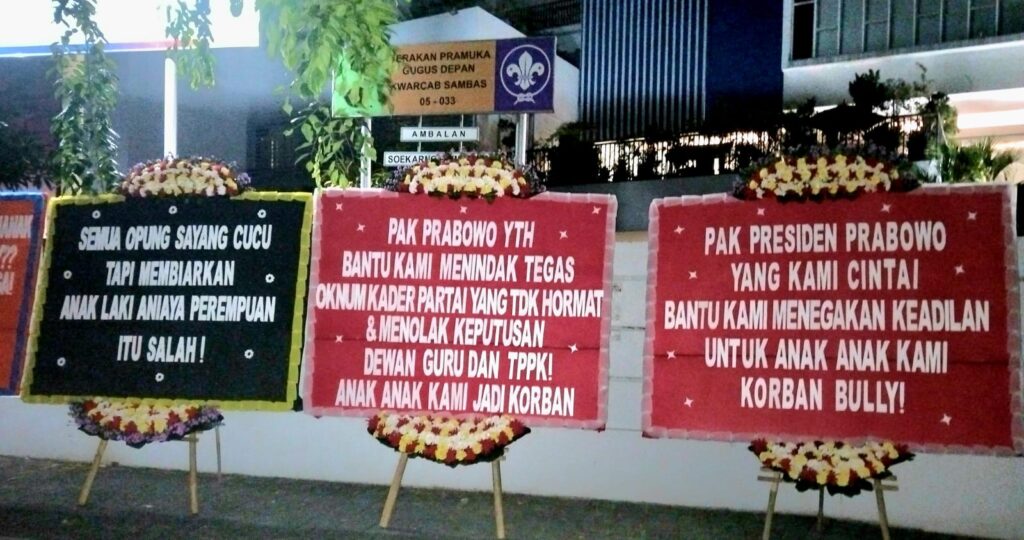 GERAKAN PRAMUKA
GUGUS DEPAN
KWARCAB SAMBAS
05 - 033
AMBALAN
SEMUA OPUNG SAYANG CUCU
TAPI MEMBIARKAN
ANAK LAKI ANIAYA PEREMPUAN
ITU SALAH !
PAK PRABOWO YTH
BANTU KAMI MENINDAK TEGAS
OKNUM KADER PARTAI YANG TDK HORMAT
& MENOLAK KEPUTUSAN
DEWAN GURU DAN TPPK!
ANAK ANAK KAMI JADI KORBAN
PAK PRESIDEN PRABOWO
YANG KAMI CINTAI
BANTU KAMI MENEGAKAN KEADILAN
UNTUK ANAK ANAK KAMI
KORBAN BULLY!